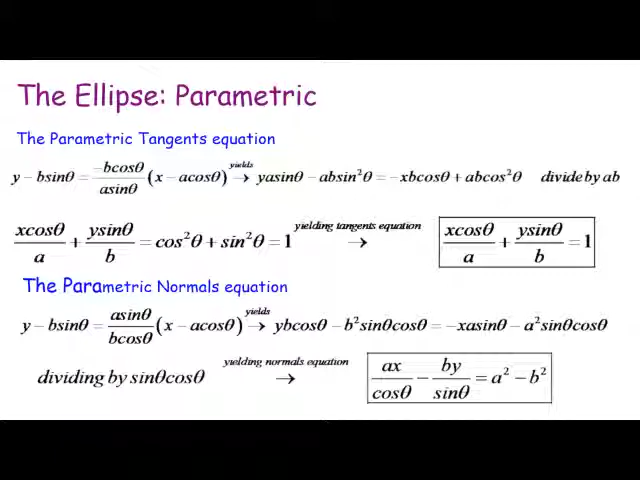 The Ellipse: Parametric
The Parametric Tangents equation
y − bsinθ = −bcosθ/asinθ (x − acosθ) yields → yasinθ − absin²θ = −xbcosθ + abcos²θ divide by ab
xcosθ/a + ysinθ/b = cos²θ + sin²θ = 1 yielding tangents equation → xcosθ/a + ysinθ/b = 1
The Parametric Normals equation
y − bsinθ = asinθ/bcosθ (x − acosθ) yields → ybcosθ − b²sinθcosθ = −xasinθ − a²sinθcosθ
dividing by sinθcosθ yielding normals equation → ax/cosθ − by/sinθ = a² − b²